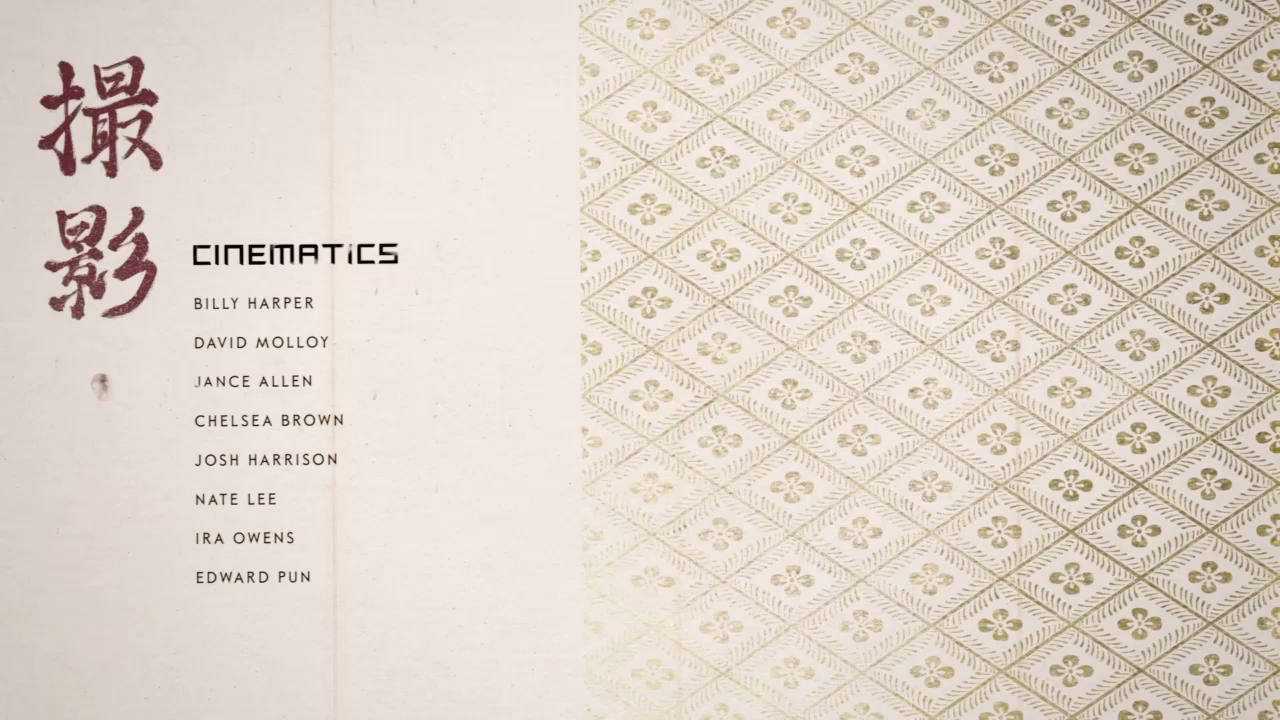 撮影
CINEMATICS
BILLY HARPER
DAVID MOLLOY
JANCE ALLEN
CHELSEA BROWN
JOSH HARRISON
NATE LEE
IRA OWENS
EDWARD PUN